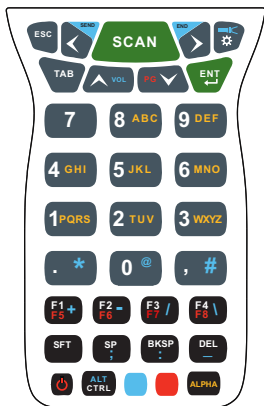 SEND END
ESC SCAN
TAB VOL PG ENT
7 8 ABC 9 DEF
4 GHI 5 JKL 6 MNO
1 PQRS 2 TUV 3 WXYZ
. * 0 @ , #
F1 + F2 - F3 / F4 \
F5 F6 F7 F8
SFT SP BKSP DEL
; : _
ALT
CTRL ALPHA